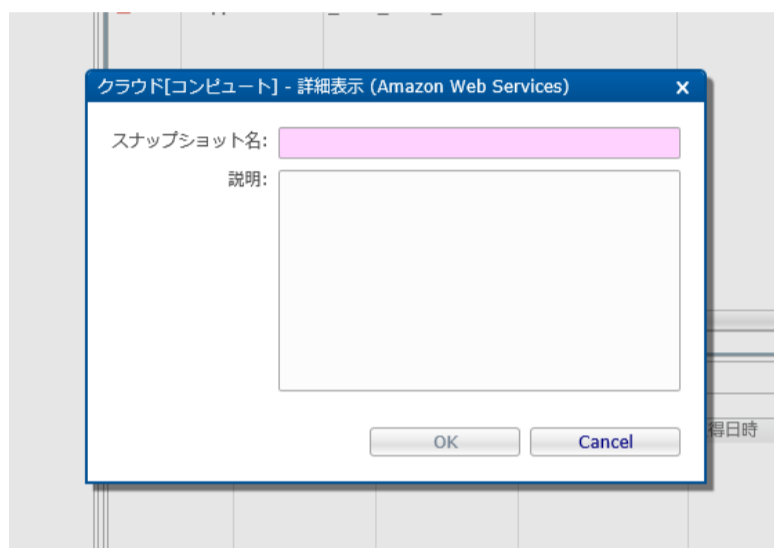 クラウド[コンピュート] - 詳細表示 (Amazon Web Services)
スナップショット名:
説明:
OK
Cancel
得日時